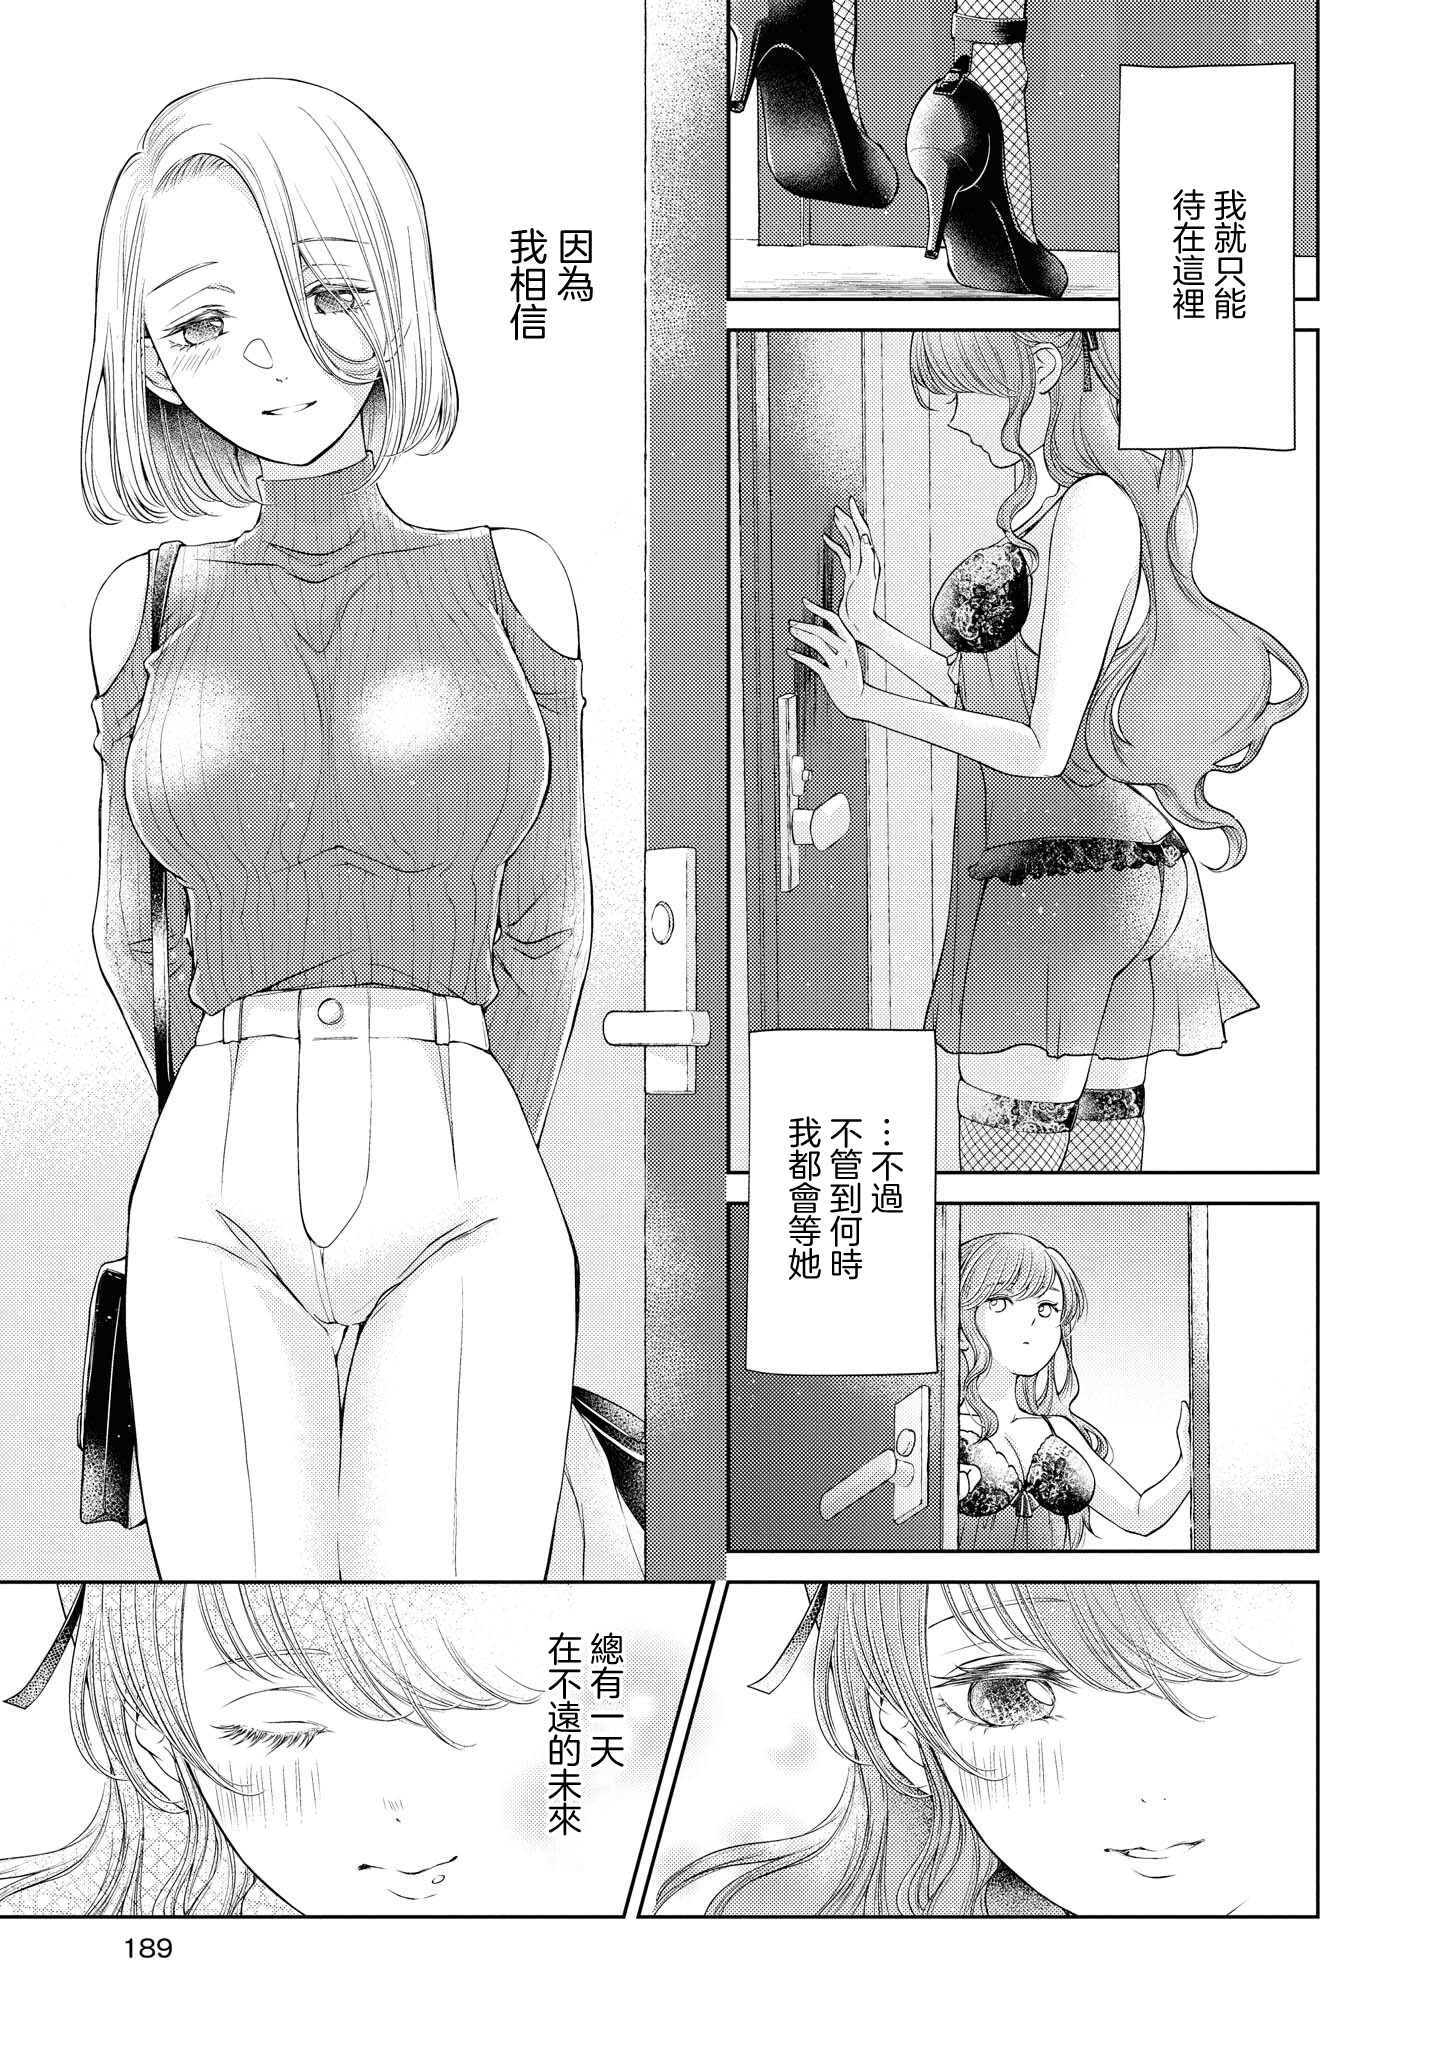 我就只能
待在這裡
…不過
不管到何時
我都會等她
因為
我相信
總有一天
在不遠的未來
189